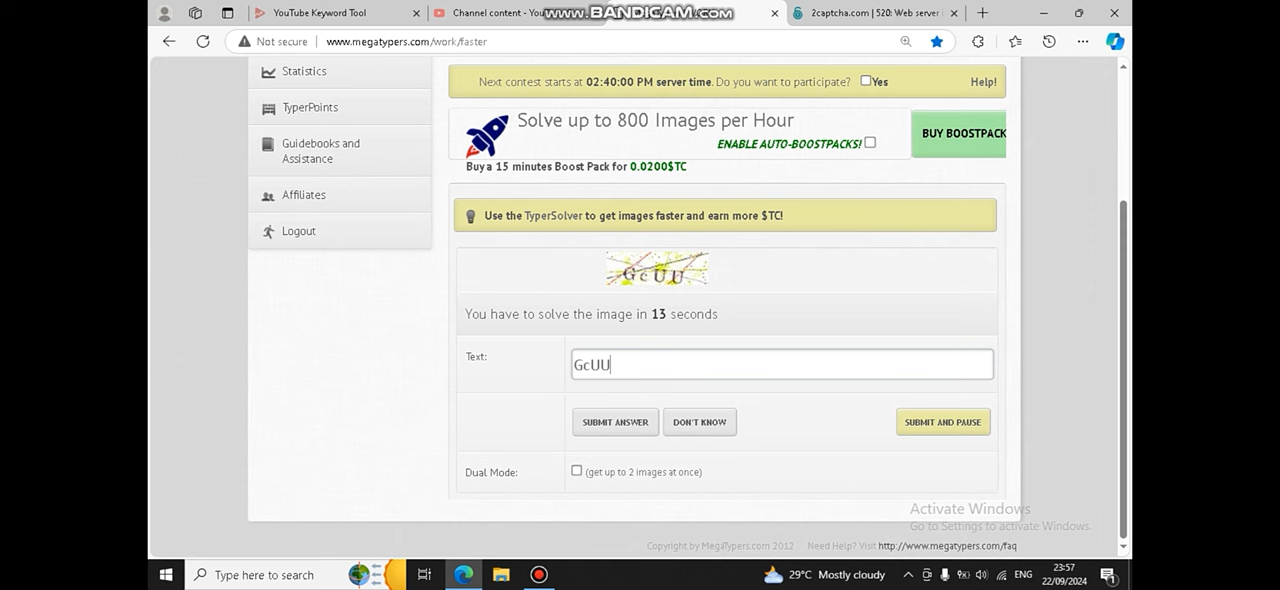 YouTube Keyword Tool
Channel content - You
www.BANDICAM.com
2captcha.com | 520: Web server
Not secure
www.megatypers.com/work/faster
Statistics
TyperPoints
Guidebooks and
Assistance
Affiliates
Logout
Next contest starts at 02:40:00 PM server time. Do you want to participate? Yes
Help!
Solve up to 800 Images per Hour
ENABLE AUTO-BOOSTPACKS!
BUY BOOSTPACK
Buy a 15 minutes Boost Pack for 0.0200$TC
Use the TyperSolver to get images faster and earn more $TC!
GcUU
You have to solve the image in 13 seconds
Text:
GcUU
SUBMIT ANSWER
DON'T KNOW
SUBMIT AND PAUSE
Dual Mode:
(get up to 2 images at once)
Activate Windows
Go to Settings to activate Windows.
Copyright by MegaTypers.com 2012
Need Help? Visit http://www.megatypers.com/faq
Type here to search
29°C Mostly cloudy
ENG
23:57
22/09/2024
1